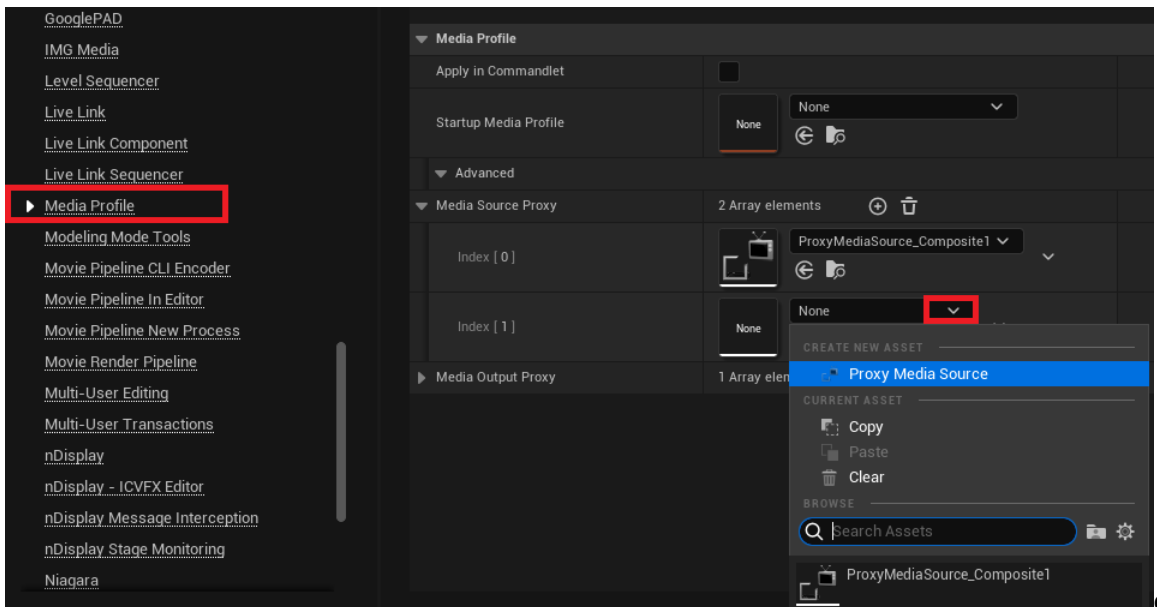 GooglePAD
IMG Media
Level Sequencer
Live Link
Live Link Component
Live Link Sequencer
Media Profile
Modeling Mode Tools
Movie Pipeline CLI Encoder
Movie Pipeline In Editor
Movie Pipeline New Process
Movie Render Pipeline
Multi-User Editing
Multi-User Transactions
nDisplay
nDisplay - ICVFX Editor
nDisplay Message Interception
nDisplay Stage Monitoring
Niagara
Media Profile
Apply in Commandlet
Startup Media Profile
None
None
Advanced
Media Source Proxy
2 Array elements
Index [ 0 ]
ProxyMediaSource_Composite1
Index [ 1 ]
None
None
Media Output Proxy
1 Array elen
CREATE NEW ASSET
Proxy Media Source
CURRENT ASSET
Copy
Paste
Clear
BROWSE
Search Assets
ProxyMediaSource_Composite1